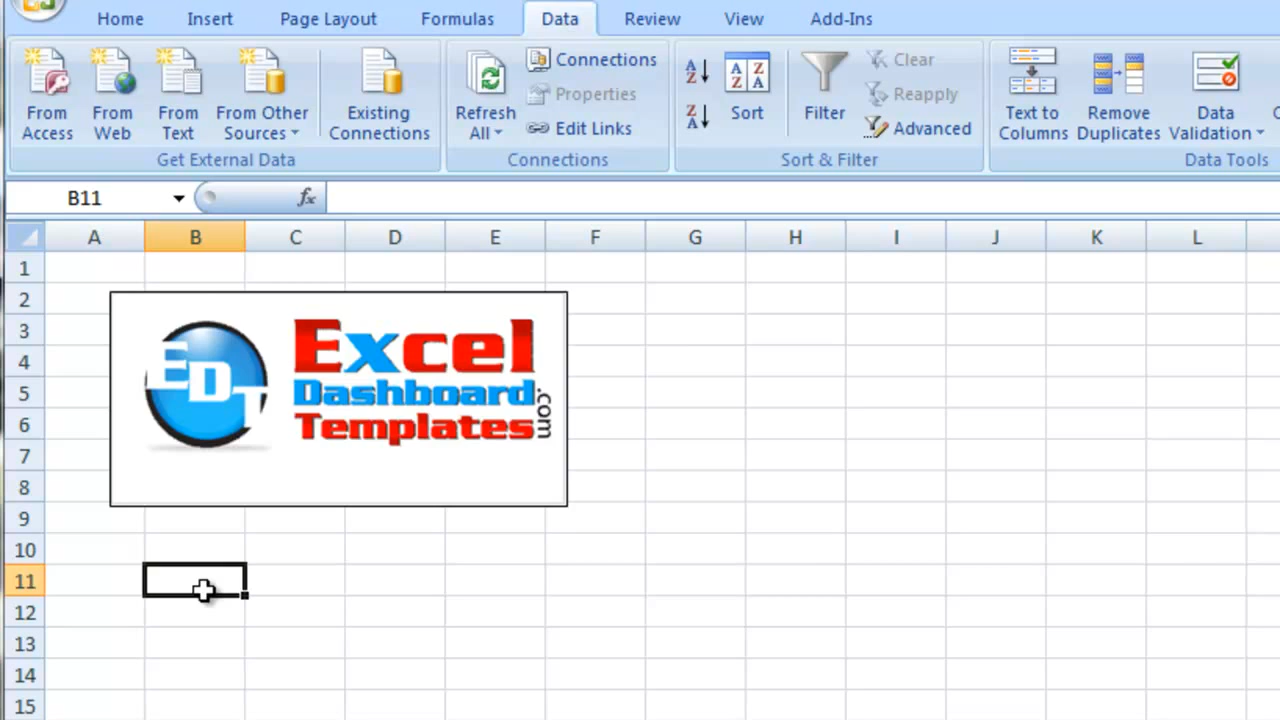 Home Insert Page Layout Formulas Data Review View Add-Ins
From Access From Web From Text From Other Sources Existing Connections
Get External Data
Refresh All Connections Properties Edit Links
Connections
A Z Z A A Z Z A Sort Filter Clear Reapply Advanced
Sort & Filter
Text to Columns Remove Duplicates Data Validation
Data Tools
B11 fx
A B C D E F G H I J K L
1
2
3
4
5
6
7
8
9
10
11
12
13
14
15
EDT
Excel
Dashboard
Templates
.com